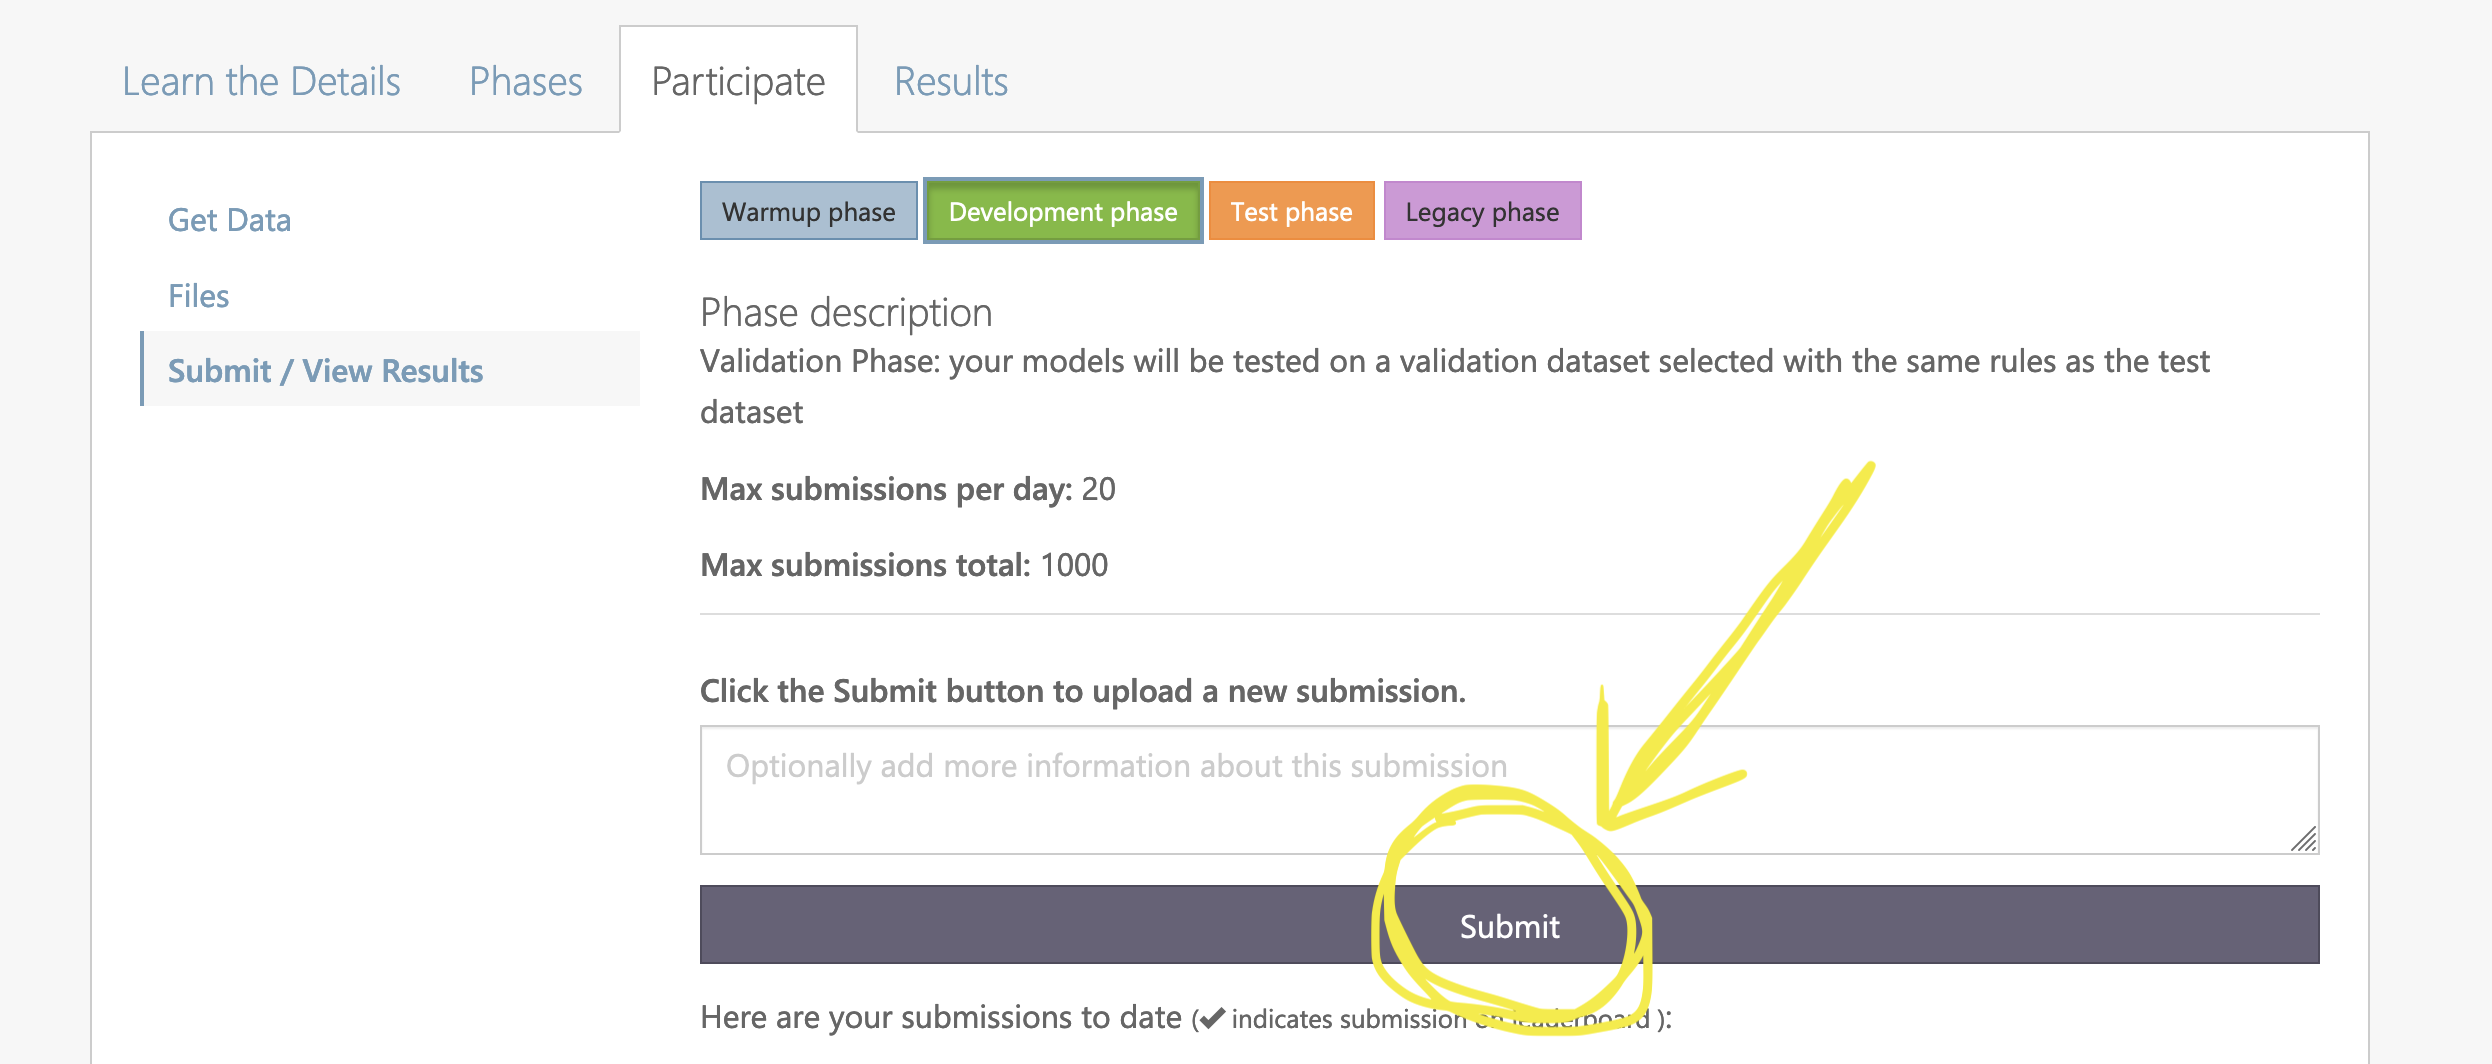 Learn the Details
Phases
Participate
Results
Get Data
Files
Submit / View Results
Warmup phase
Development phase
Test phase
Legacy phase
Phase description
Validation Phase: your models will be tested on a validation dataset selected with the same rules as the test
dataset
Max submissions per day: 20
Max submissions total: 1000
Click the Submit button to upload a new submission.
Optionally add more information about this submission
Submit
Here are your submissions to date (✔ indicates submission on leaderboard ):